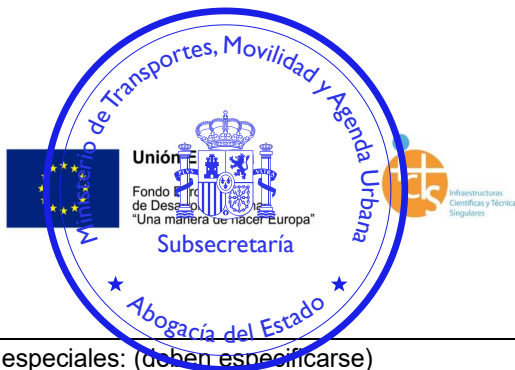 Ministerio de Transportes, Movilidad y Agenda Urbana
Unión E
Fondo
de Desa
"Una manera de hacer Europa"
Subsecretaría
Abogacía del Estado
Infraestructuras
Científicas y Técnica
Singulares
especiales: (deben especificarse)